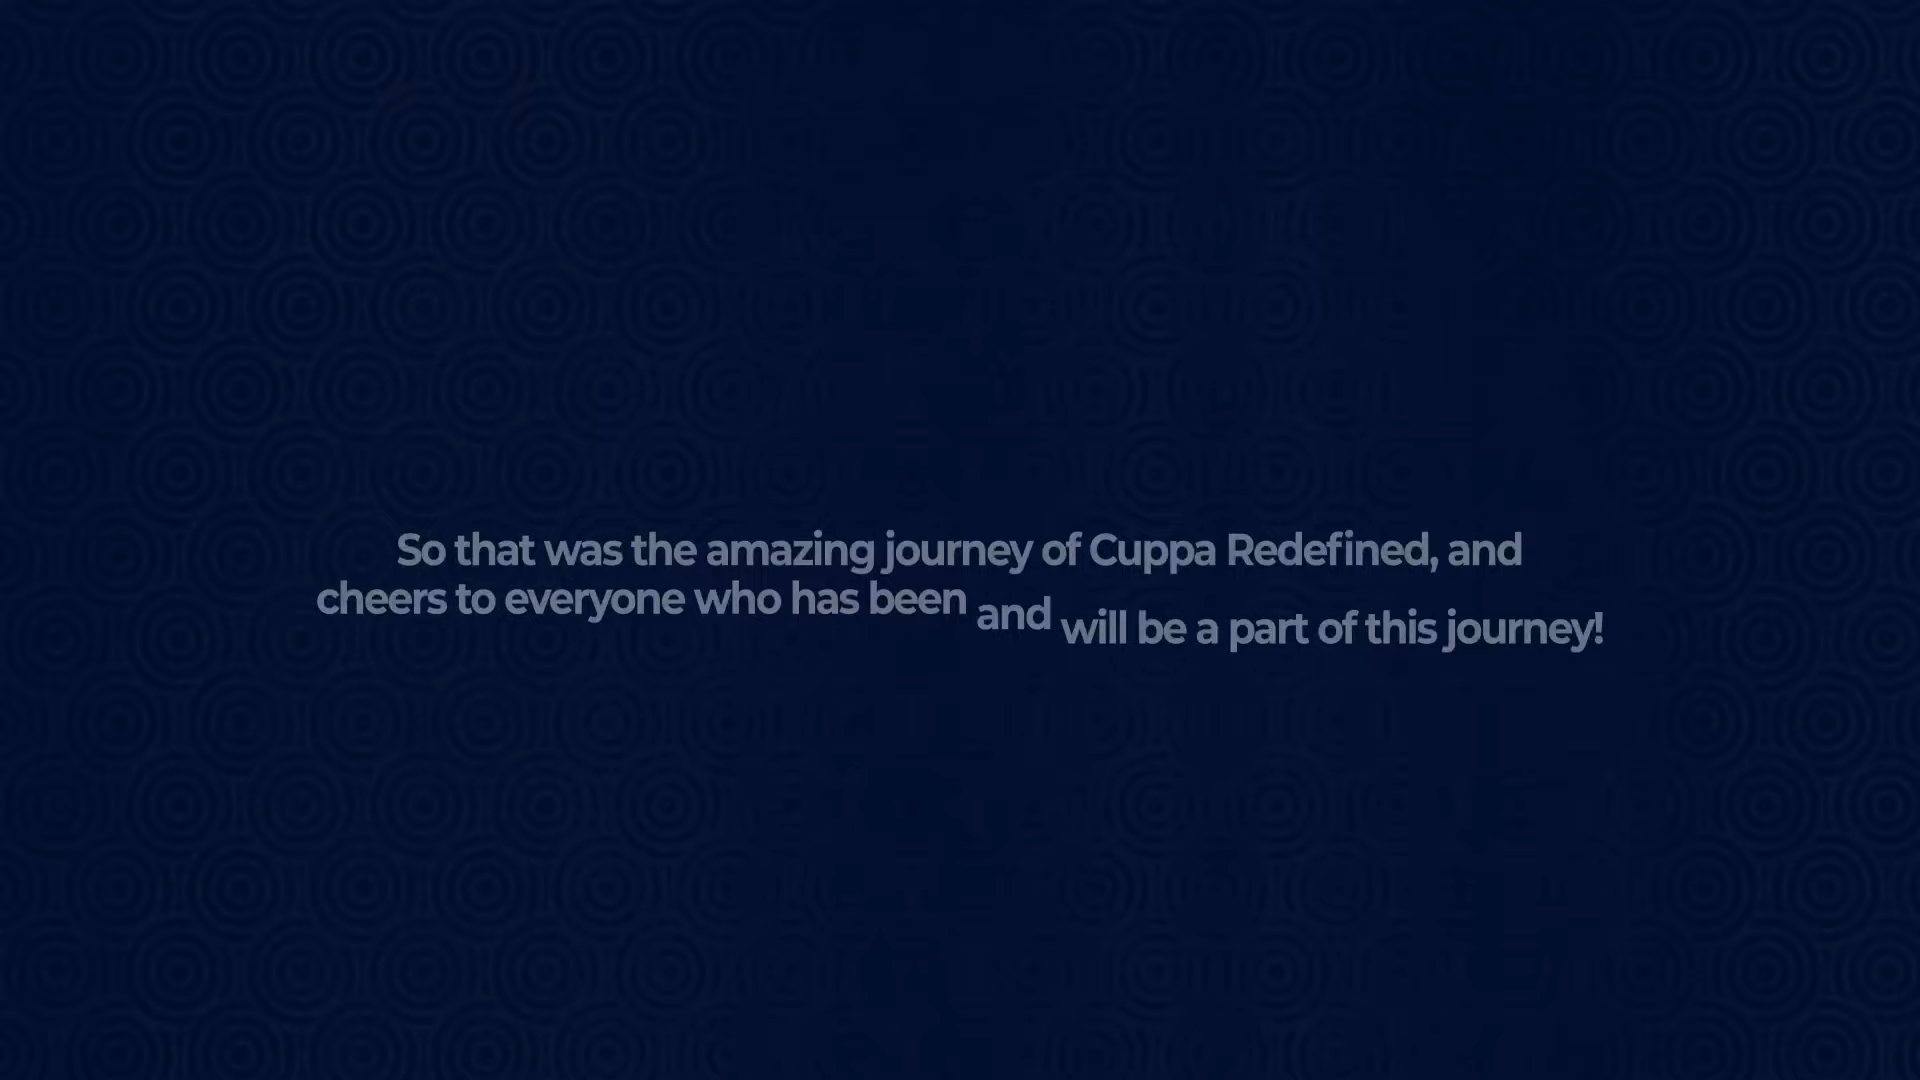 So that was the amazing journey of Cuppa Redefined, and
cheers to everyone who has been and will be a part of this journey!